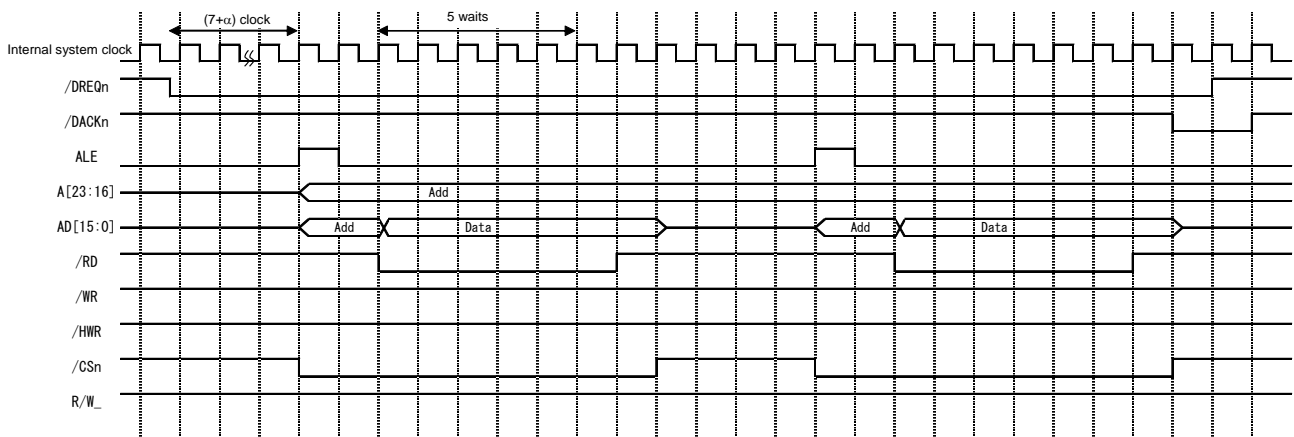 (7+α) clock
5 waits
Internal system clock
/DREQn
/DACKn
ALE
A[23:16]
Add
AD[15:0]
Add
Data
Add
Data
/RD
/WR
/HWR
/CSn
R/W_